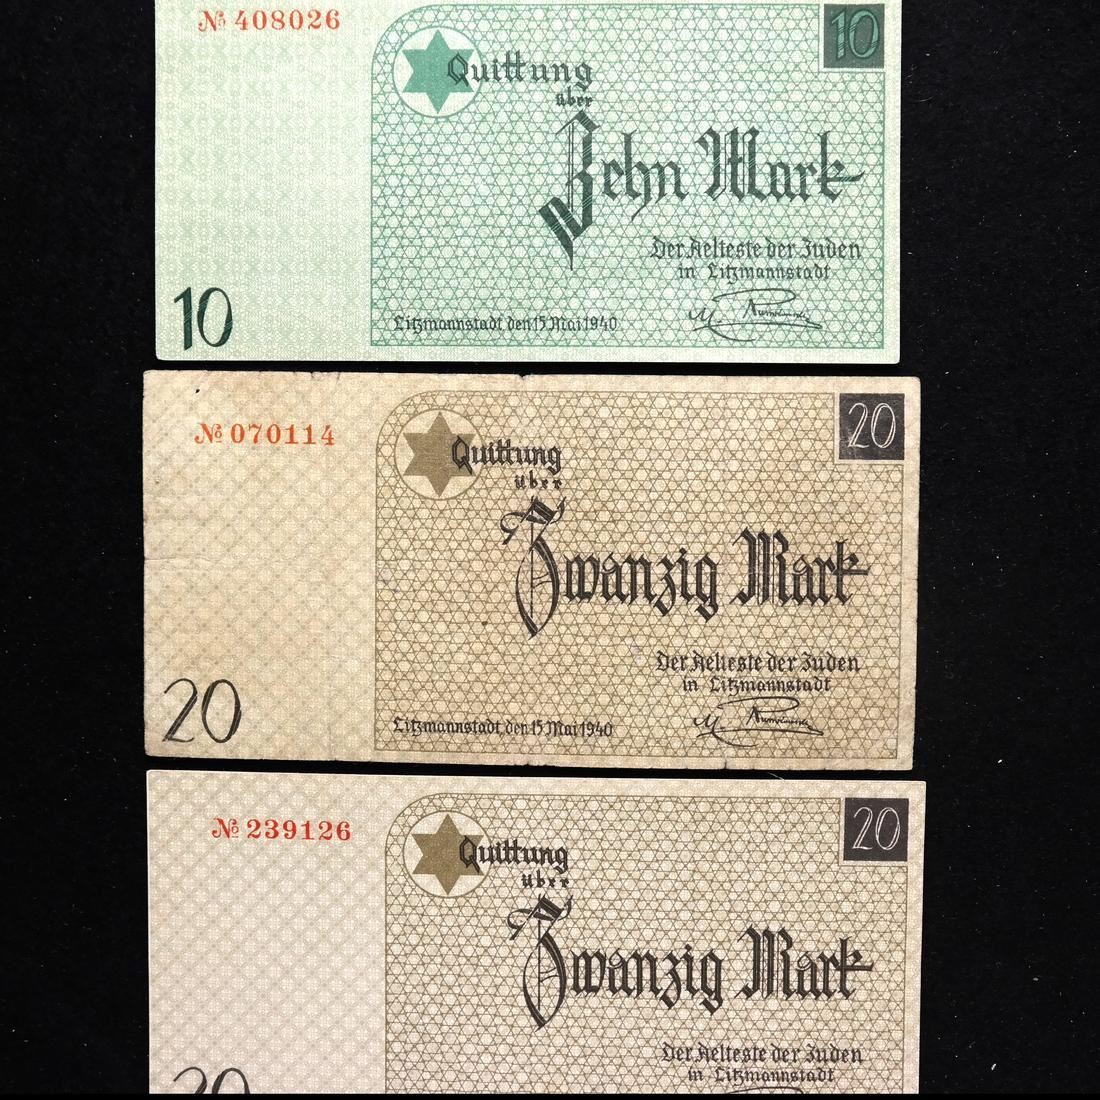 № 408026
10
Quittung
über
Zehn Mark
Der Aelteste der Juden
in Litzmannstadt
Litzmannstadt den 15 Mai 1940
10
№ 070114
20
Quittung
über
Zwanzig Mark
Der Aelteste der Juden
in Litzmannstadt
Litzmannstadt, den 15 Mai 1940
20
№ 239126
20
Quittung
über
Zwanzig Mark
Der Aelteste der Juden
in Litzmannstadt
20